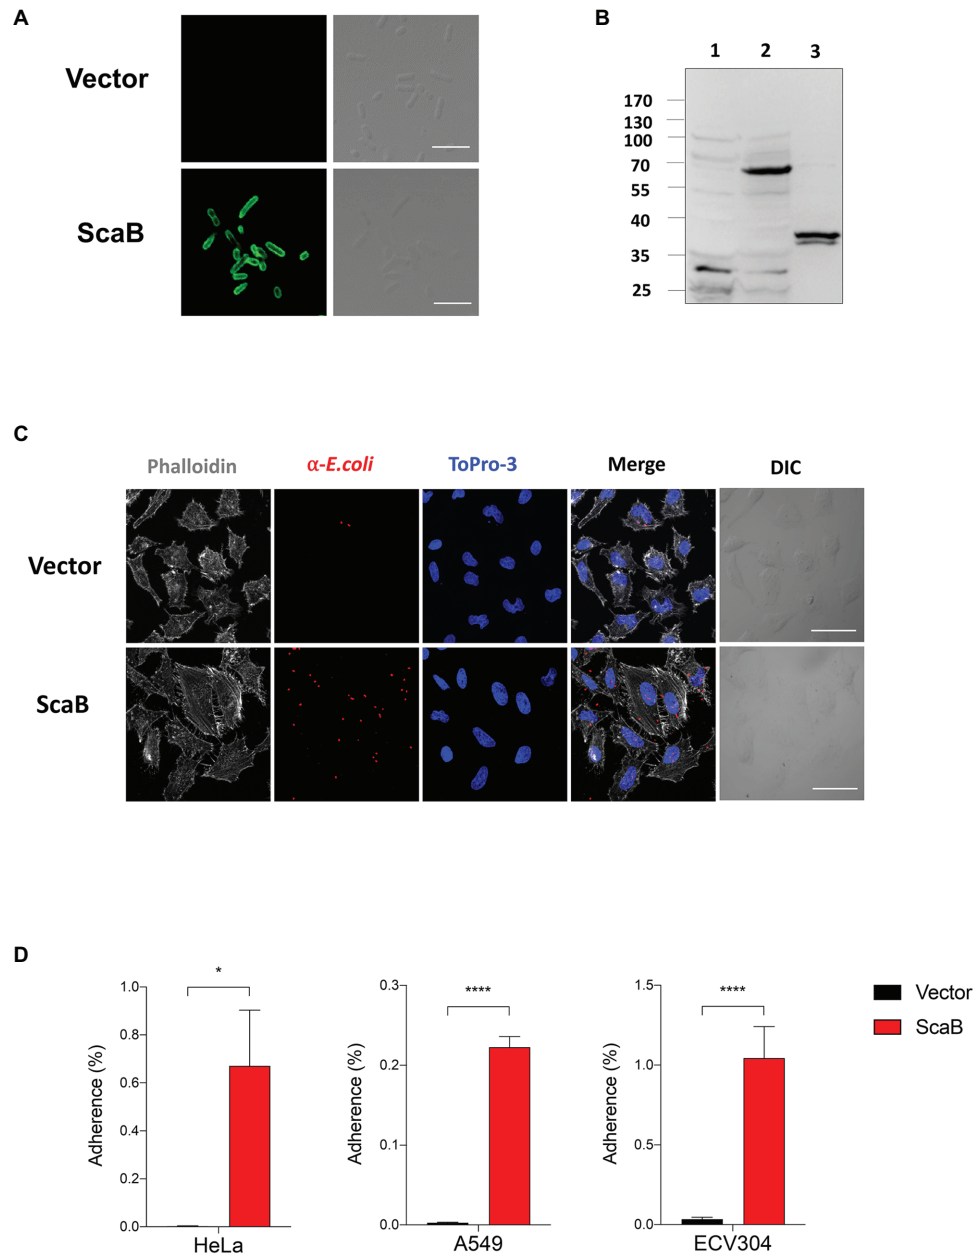 A
Vector
ScaB
B
1 2 3
170
130
100
70
55
40
35
25
C
Phalloidin α-E.coli ToPro-3 Merge DIC
Vector
ScaB
D
Adherence (%)
1.0
0.8
0.6
0.4
0.2
0.0
*
HeLa
Adherence (%)
0.3
0.2
0.1
0.0
****
A549
Adherence (%)
1.5
1.0
0.5
0.0
****
ECV304
Vector
ScaB